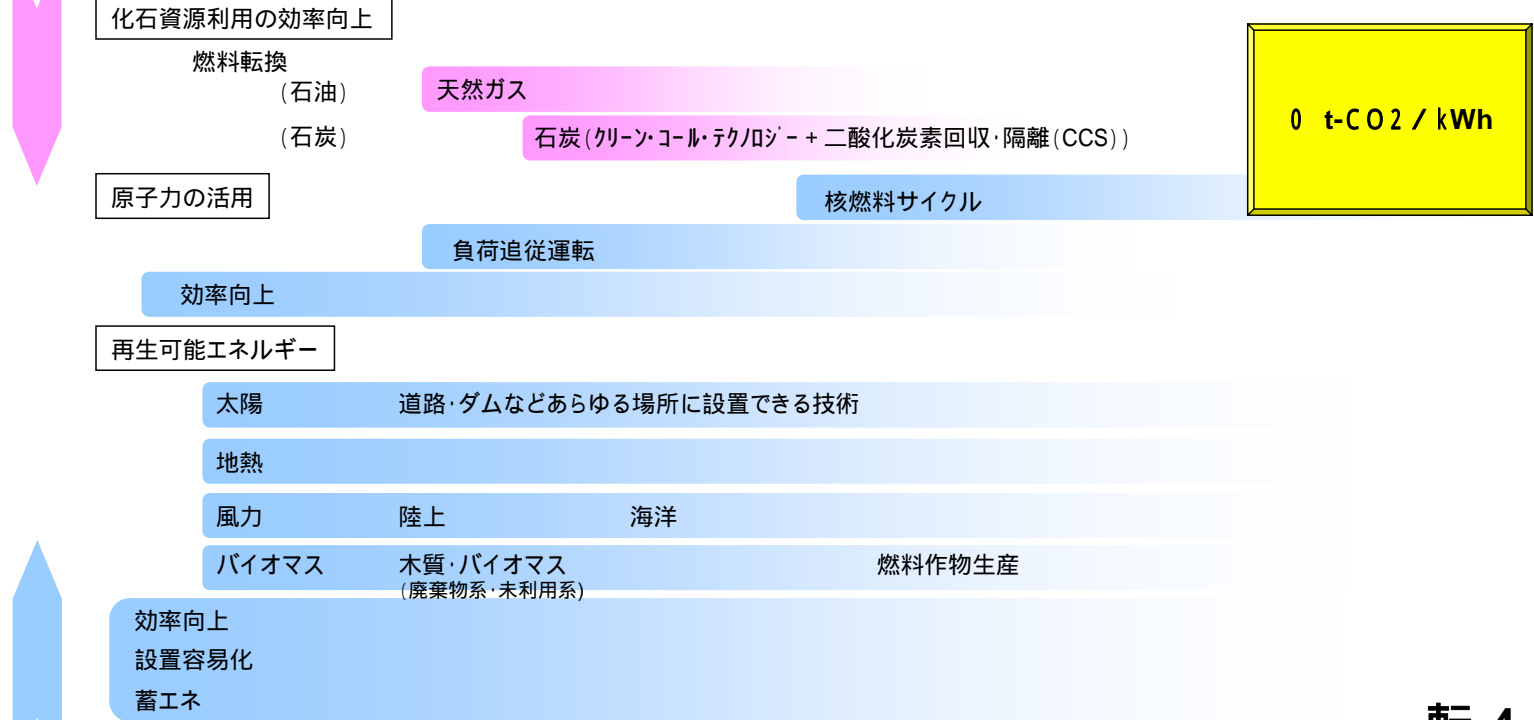 化石資源利用の効率向上
燃料転換
(石油) 天然ガス
(石炭) 石炭(ｸﾘｰﾝ･ｺｰﾙ･ﾃｸﾉﾛｼﾞｰ+二酸化炭素回収･隔離(CCS))
0 t-CO2/kWh
原子力の活用
核燃料サイクル
負荷追従運転
効率向上
再生可能エネルギー
太陽 道路･ダムなどあらゆる場所に設置できる技術
地熱
風力 陸上 海洋
バイオマス 木質･バイオマス 燃料作物生産
(廃棄物系･未利用系)
効率向上
設置容易化
蓄エネ